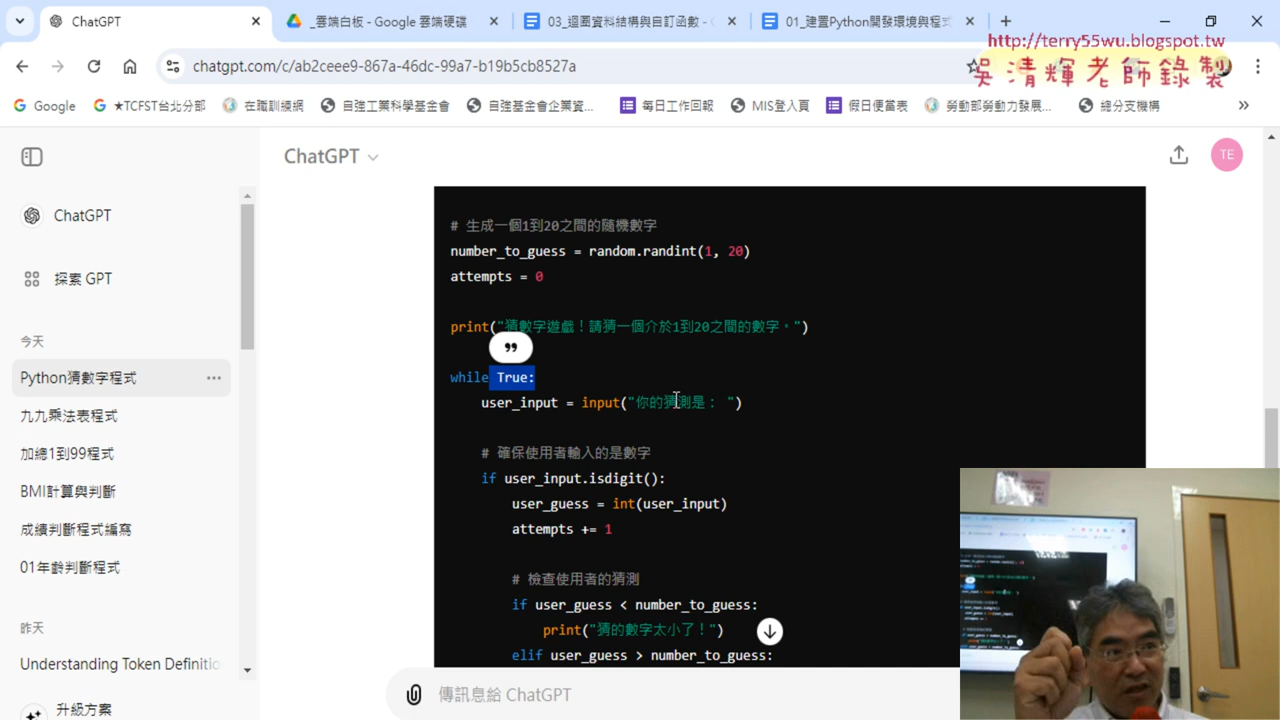 ChatGPT
_雲端白板 - Google 雲端硬碟
03_迴圈資料結構與自訂函數 -
01_建置Python開發環境與程式
http://terry55wu.blogspot.tw
吳清輝老師錄製
chatgpt.com/c/ab2ceee9-867a-46dc-99a7-b19b5cb8527a
Google
★TCFST台北分部
在職訓練網
自強工業科學基金會
自強基金會企業資...
每日工作回報
MIS登入頁
假日便當表
勞動部勞動力發展...
總分支機構
ChatGPT
TE
ChatGPT
探索 GPT
今天
Python猜數字程式
九九乘法表程式
加總1到99程式
BMI計算與判斷
成績判斷程式編寫
01年齡判斷程式
昨天
Understanding Token Definitio
升級方案
# 生成一個1到20之間的隨機數字
number_to_guess = random.randint(1, 20)
attempts = 0
print("猜數字遊戲！請猜一個介於1到20之間的數字。")
while True:
user_input = input("你的猜測是： ")
# 確保使用者輸入的是數字
if user_input.isdigit():
user_guess = int(user_input)
attempts += 1
# 檢查使用者的猜測
if user_guess < number_to_guess:
print("猜的數字太小了！")
elif user_guess > number_to_guess:
傳訊息給 ChatGPT